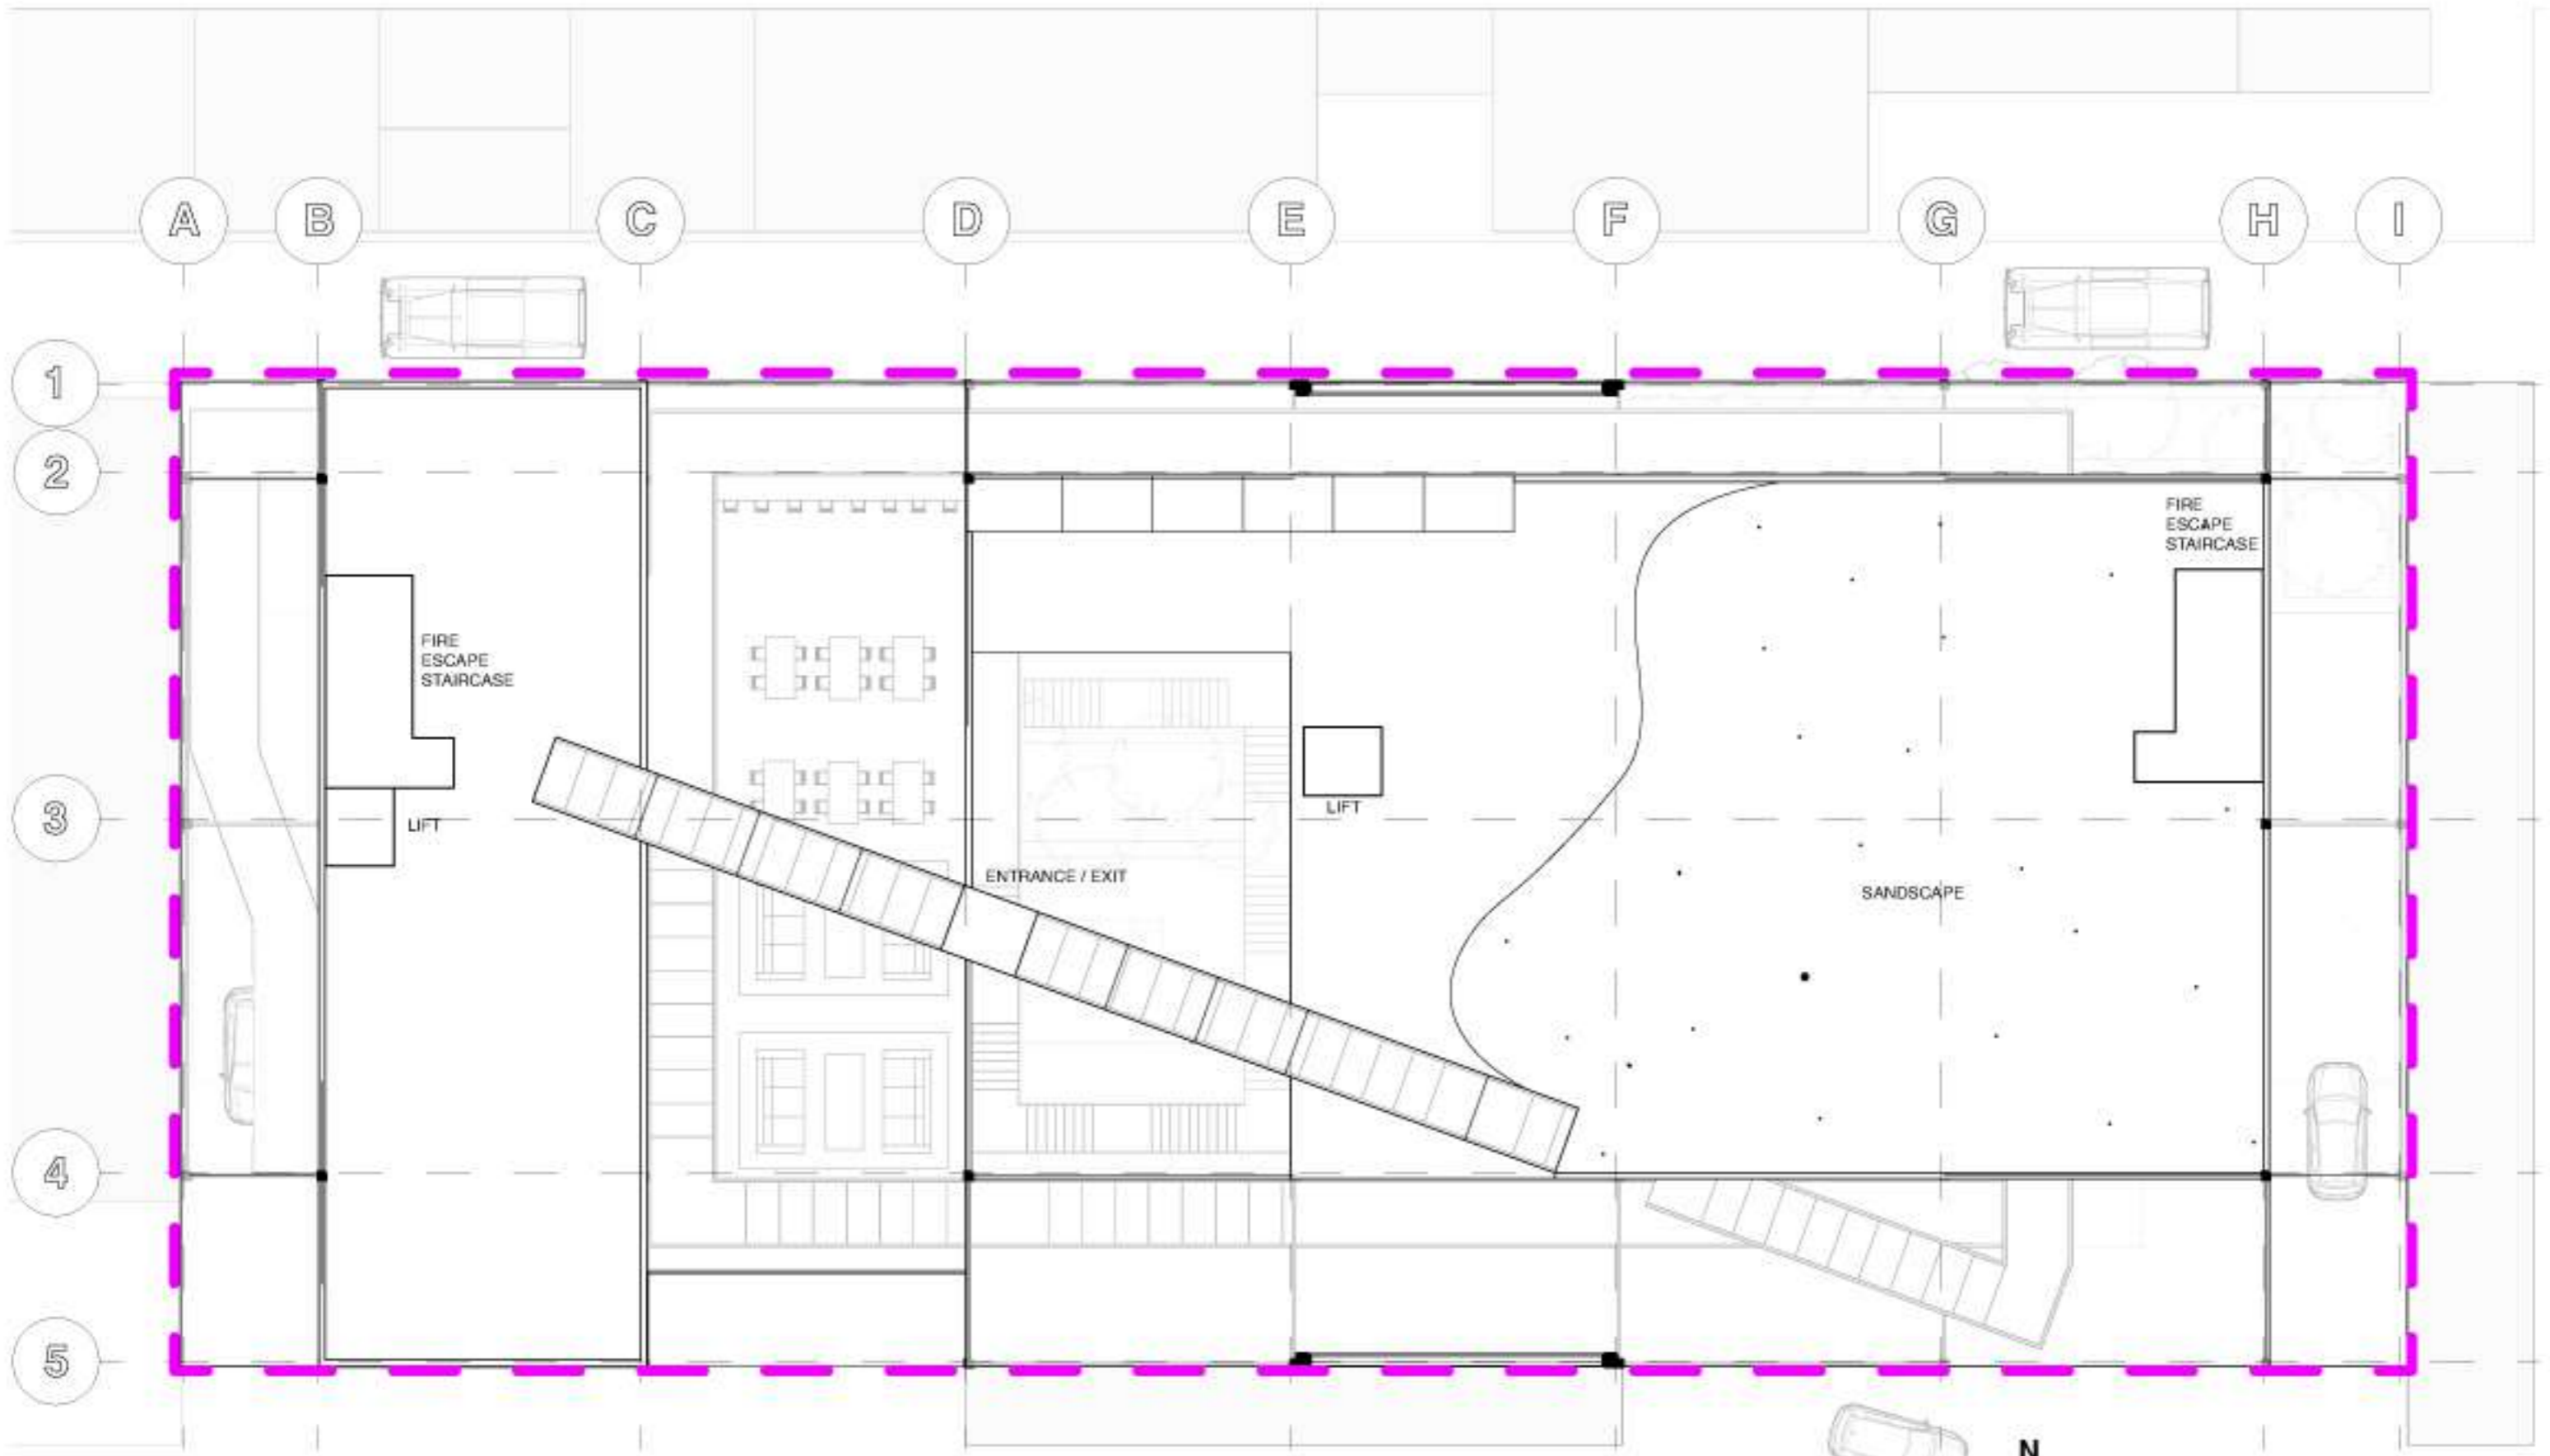 A B C D E F G H I
1
2
3
4
5
FIRE
ESCAPE
STAIRCASE
FIRE
ESCAPE
STAIRCASE
LIFT
LIFT
ENTRANCE / EXIT
SANDSCAPE
N